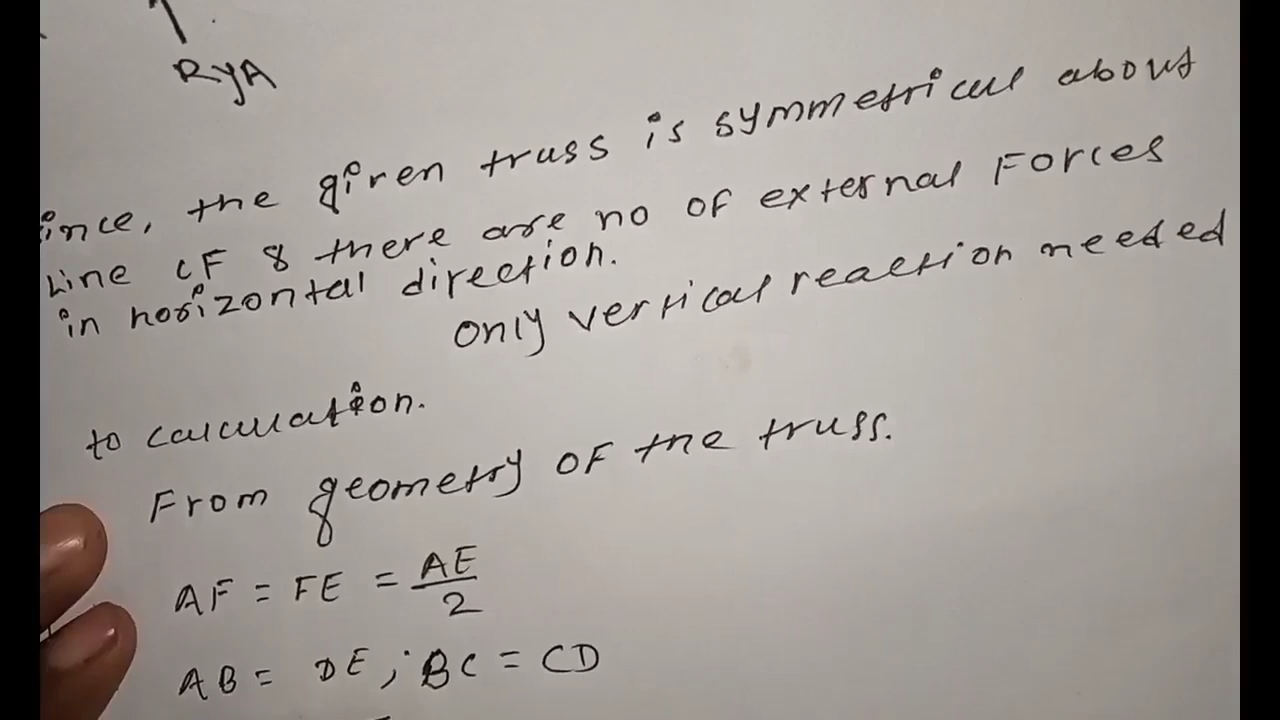 RyA
ince, the given truss is symmetrical about
Line CF & there are no of external Forces
in horizontal direction.
only vertical reaction needed
to calculation.
From geometry OF the truss.
AF = FE = AE/2
AB = DE ; BC = CD